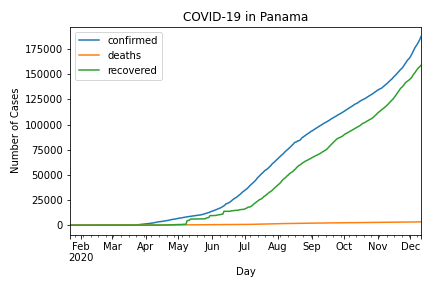 COVID-19 in Panama
confirmed
deaths
recovered
Number of Cases
175000
150000
125000
100000
75000
50000
25000
0
Feb Mar Apr May Jun Jul Aug Sep Oct Nov Dec
2020
Day